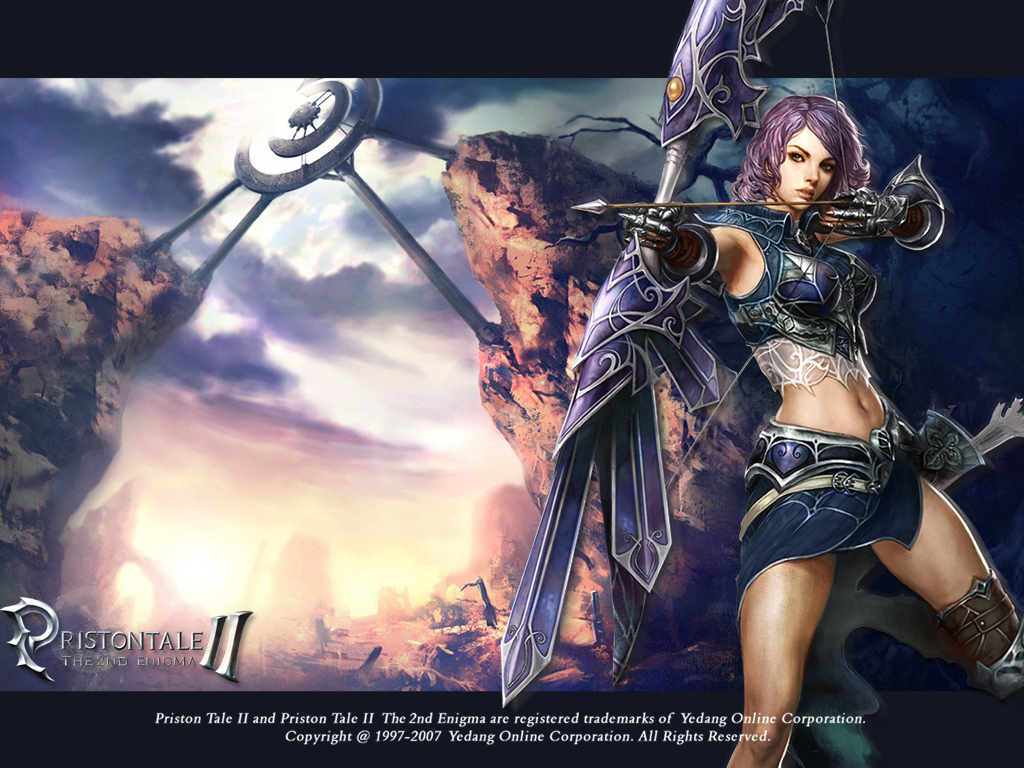 PRISTONTALE II
THE 2ND ENIGMA
Priston Tale II and Priston Tale II The 2nd Enigma are registered trademarks of Yedang Online Corporation.
Copyright @ 1997-2007 Yedang Online Corporation. All Rights Reserved.